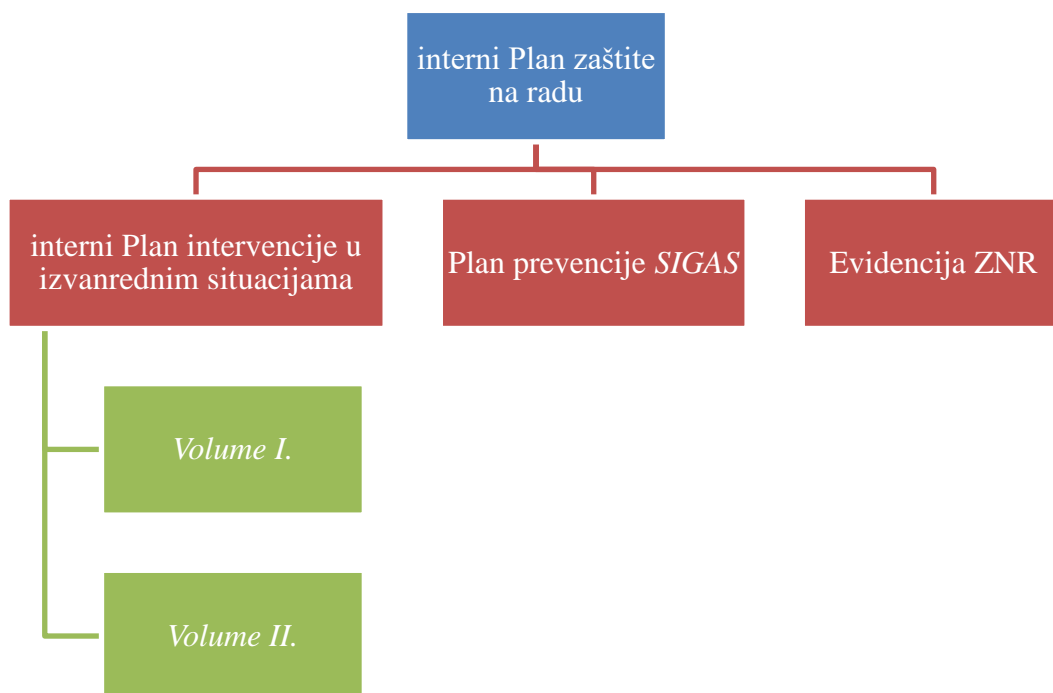 interni Plan zaštite
na radu
interni Plan intervencije u
izvanrednim situacijama
Plan prevencije SIGAS
Evidencija ZNR
Volume I.
Volume II.